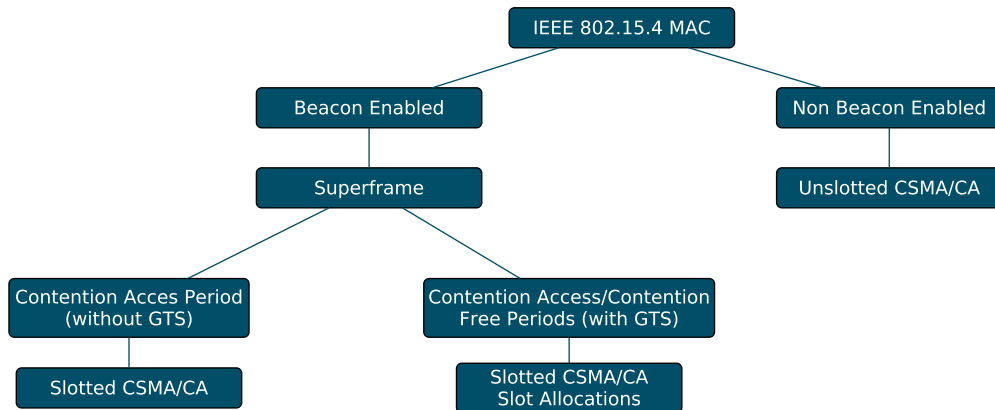 IEEE 802.15.4 MAC
Beacon Enabled
Non Beacon Enabled
Superframe
Unslotted CSMA/CA
Contention Acces Period
(without GTS)
Contention Access/Contention
Free Periods (with GTS)
Slotted CSMA/CA
Slotted CSMA/CA
Slot Allocations